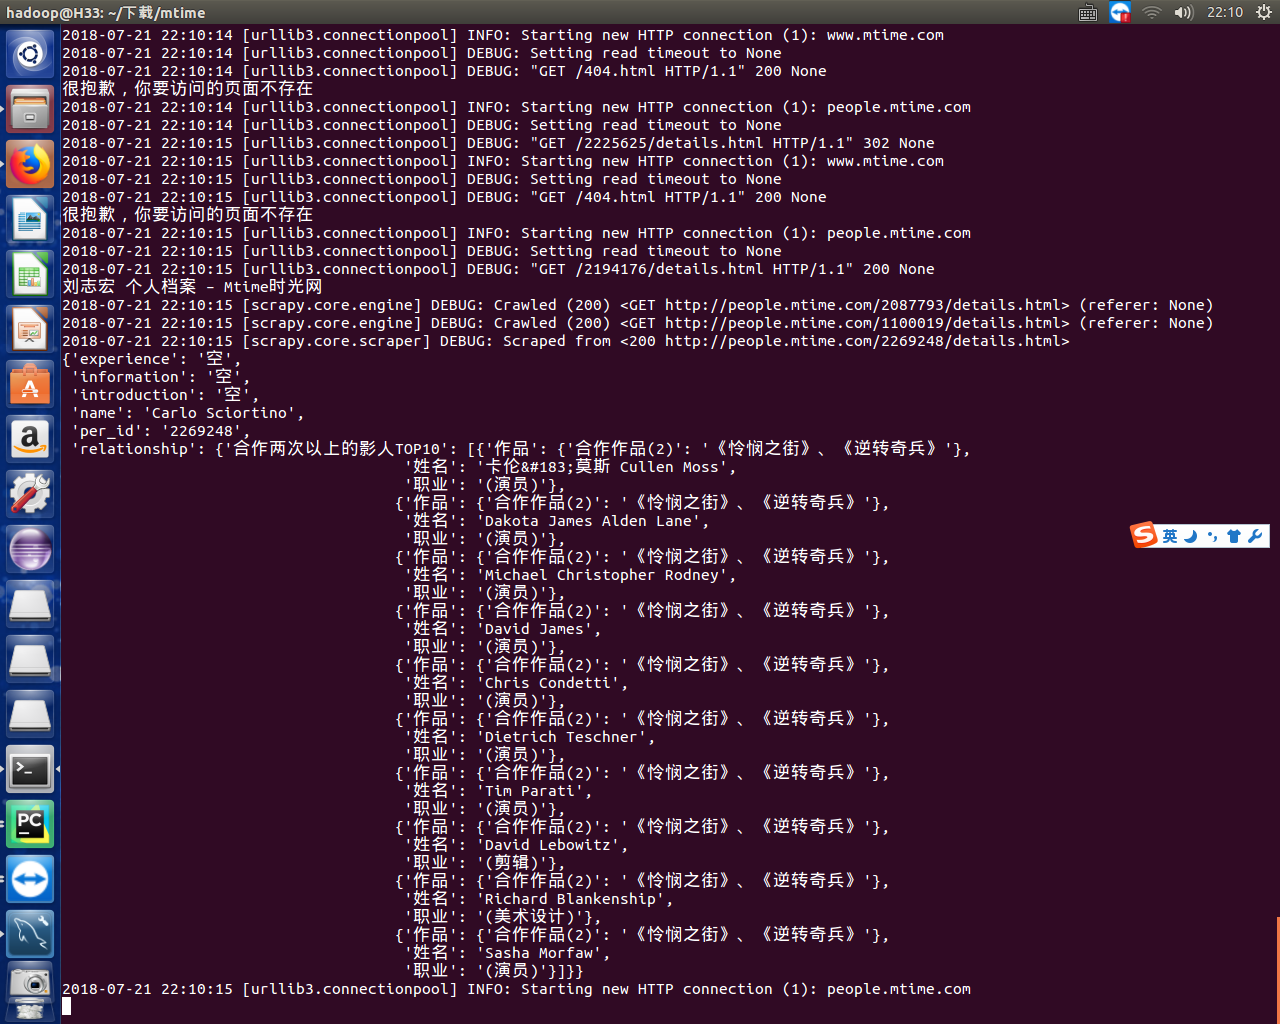 hadoop@H33: ~/下载/mtime
22:10
2018-07-21 22:10:14 [urllib3.connectionpool] INFO: Starting new HTTP connection (1): www.mtime.com
2018-07-21 22:10:14 [urllib3.connectionpool] DEBUG: Setting read timeout to None
2018-07-21 22:10:14 [urllib3.connectionpool] DEBUG: "GET /404.html HTTP/1.1" 200 None
很抱歉，你要访问的页面不存在
2018-07-21 22:10:14 [urllib3.connectionpool] INFO: Starting new HTTP connection (1): people.mtime.com
2018-07-21 22:10:14 [urllib3.connectionpool] DEBUG: Setting read timeout to None
2018-07-21 22:10:15 [urllib3.connectionpool] DEBUG: "GET /2225625/details.html HTTP/1.1" 302 None
2018-07-21 22:10:15 [urllib3.connectionpool] INFO: Starting new HTTP connection (1): www.mtime.com
2018-07-21 22:10:15 [urllib3.connectionpool] DEBUG: Setting read timeout to None
2018-07-21 22:10:15 [urllib3.connectionpool] DEBUG: "GET /404.html HTTP/1.1" 200 None
很抱歉，你要访问的页面不存在
2018-07-21 22:10:15 [urllib3.connectionpool] INFO: Starting new HTTP connection (1): people.mtime.com
2018-07-21 22:10:15 [urllib3.connectionpool] DEBUG: Setting read timeout to None
2018-07-21 22:10:15 [urllib3.connectionpool] DEBUG: "GET /2194176/details.html HTTP/1.1" 200 None
刘志宏 个人档案 – Mtime时光网
2018-07-21 22:10:15 [scrapy.core.engine] DEBUG: Crawled (200) <GET http://people.mtime.com/2087793/details.html> (referer: None)
2018-07-21 22:10:15 [scrapy.core.engine] DEBUG: Crawled (200) <GET http://people.mtime.com/1100019/details.html> (referer: None)
2018-07-21 22:10:15 [scrapy.core.scraper] DEBUG: Scraped from <200 http://people.mtime.com/2269248/details.html>
{'experience': '空',
'information': '空',
'introduction': '空',
'name': 'Carlo Sciortino',
'per_id': '2269248',
'relationship': {'合作两次以上的影人TOP10': [{'作品': {'合作作品(2)': '《怜悯之街》、《逆转奇兵》'},
'姓名': '卡伦&#183;莫斯 Cullen Moss',
'职业': '(演员)'},
{'作品': {'合作作品(2)': '《怜悯之街》、《逆转奇兵》'},
'姓名': 'Dakota James Alden Lane',
'职业': '(演员)'},
{'作品': {'合作作品(2)': '《怜悯之街》、《逆转奇兵》'},
'姓名': 'Michael Christopher Rodney',
'职业': '(演员)'},
{'作品': {'合作作品(2)': '《怜悯之街》、《逆转奇兵》'},
'姓名': 'David James',
'职业': '(演员)'},
{'作品': {'合作作品(2)': '《怜悯之街》、《逆转奇兵》'},
'姓名': 'Chris Condetti',
'职业': '(演员)'},
{'作品': {'合作作品(2)': '《怜悯之街》、《逆转奇兵》'},
'姓名': 'Dietrich Teschner',
'职业': '(演员)'},
{'作品': {'合作作品(2)': '《怜悯之街》、《逆转奇兵》'},
'姓名': 'Tim Parati',
'职业': '(演员)'},
{'作品': {'合作作品(2)': '《怜悯之街》、《逆转奇兵》'},
'姓名': 'David Lebowitz',
'职业': '(剪辑)'},
{'作品': {'合作作品(2)': '《怜悯之街》、《逆转奇兵》'},
'姓名': 'Richard Blankenship',
'职业': '(美术设计)'},
{'作品': {'合作作品(2)': '《怜悯之街》、《逆转奇兵》'},
'姓名': 'Sasha Morfaw',
'职业': '(演员)'}]}}
2018-07-21 22:10:15 [urllib3.connectionpool] INFO: Starting new HTTP connection (1): people.mtime.com
英
PC